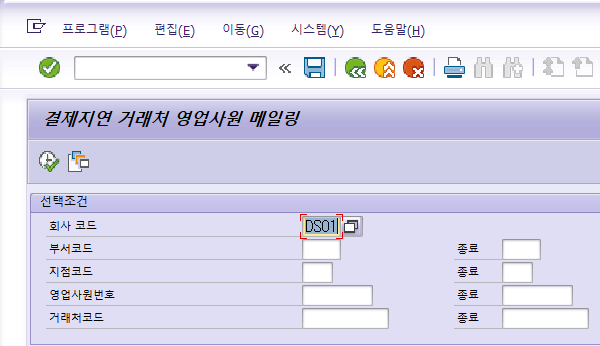 프로그램(P) 편집(E) 이동(G) 시스템(Y) 도움말(H)
결제지연 거래처 영업사원 메일링
선택조건
회사 코드 DS01
부서코드 종료
지점코드 종료
영업사원번호 종료
거래처코드 종료